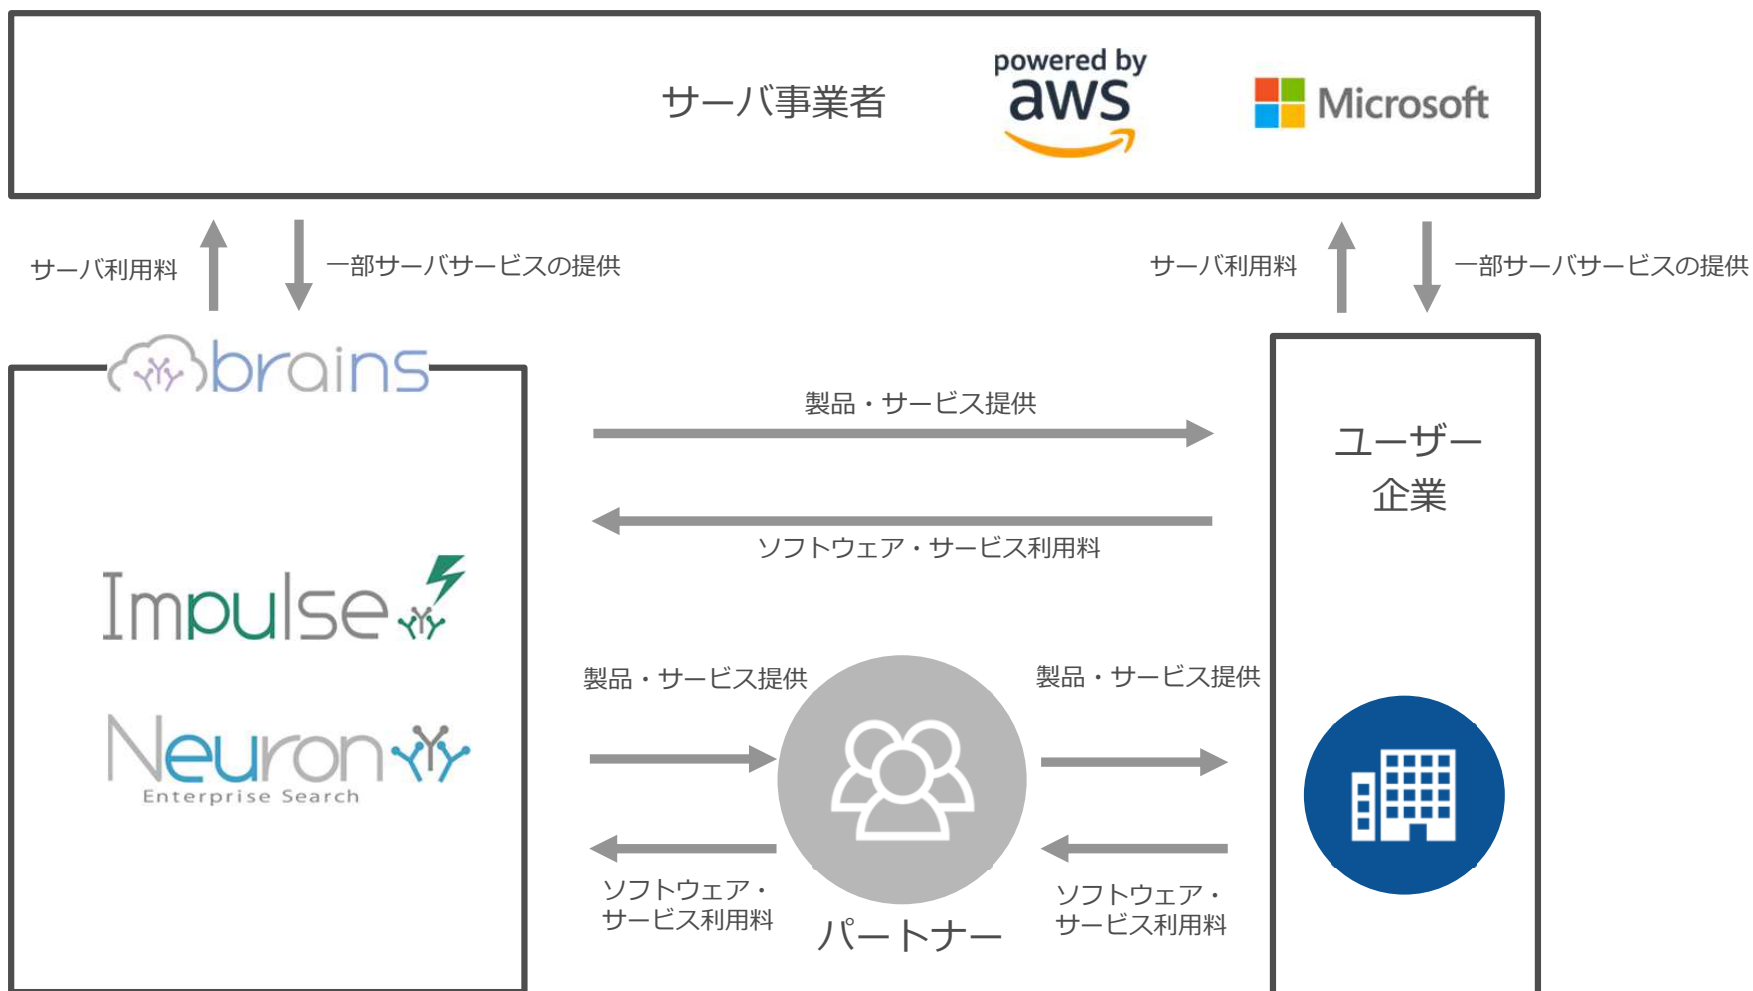 サーバ事業者
powered by
aws
Microsoft
サーバ利用料
一部サーバサービスの提供
サーバ利用料
一部サーバサービスの提供
brains
製品・サービス提供
ユーザー
企業
ソフトウェア・サービス利用料
Impulse
製品・サービス提供
製品・サービス提供
Neuron
Enterprise Search
ソフトウェア・
サービス利用料
ソフトウェア・
サービス利用料
パートナー